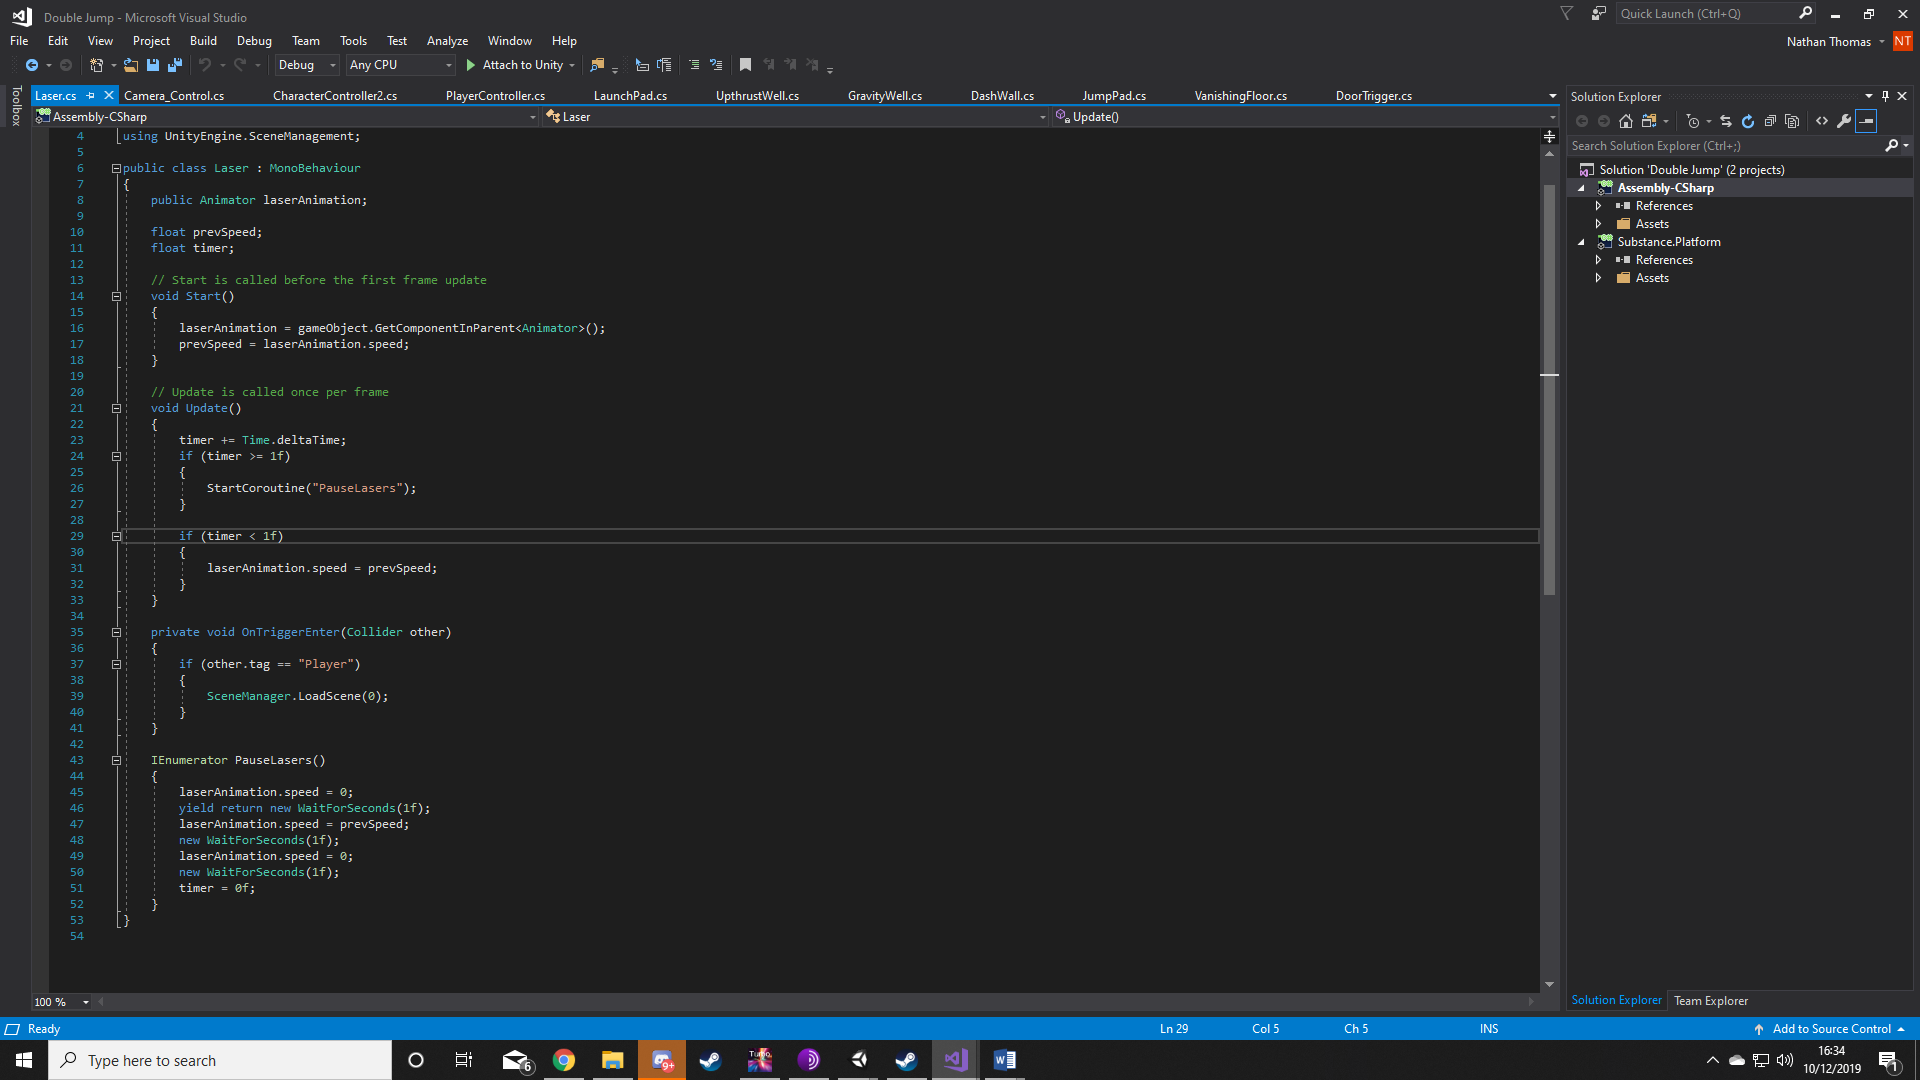 Double Jump - Microsoft Visual Studio
Quick Launch (Ctrl+Q)
File Edit View Project Build Debug Team Tools Test Analyze Window Help
Nathan Thomas NT
Debug Any CPU Attach to Unity
Toolbox
Laser.cs Camera_Control.cs CharacterController2.cs PlayerController.cs LaunchPad.cs UpthrustWell.cs GravityWell.cs DashWall.cs JumpPad.cs VanishingFloor.cs DoorTrigger.cs
Assembly-CSharp Laser Update()
4 using UnityEngine.SceneManagement;
5
6 public class Laser : MonoBehaviour
7 {
8 public Animator laserAnimation;
9
10 float prevSpeed;
11 float timer;
12
13 // Start is called before the first frame update
14 void Start()
15 {
16 laserAnimation = gameObject.GetComponentInParent<Animator>();
17 prevSpeed = laserAnimation.speed;
18 }
19
20 // Update is called once per frame
21 void Update()
22 {
23 timer += Time.deltaTime;
24 if (timer >= 1f)
25 {
26 StartCoroutine("PauseLasers");
27 }
28
29 if (timer < 1f)
30 {
31 laserAnimation.speed = prevSpeed;
32 }
33 }
34
35 private void OnTriggerEnter(Collider other)
36 {
37 if (other.tag == "Player")
38 {
39 SceneManager.LoadScene(0);
40 }
41 }
42
43 IEnumerator PauseLasers()
44 {
45 laserAnimation.speed = 0;
46 yield return new WaitForSeconds(1f);
47 laserAnimation.speed = prevSpeed;
48 new WaitForSeconds(1f);
49 laserAnimation.speed = 0;
50 new WaitForSeconds(1f);
51 timer = 0f;
52 }
53 }
54
100 %
Solution Explorer
Search Solution Explorer (Ctrl+;)
Solution 'Double Jump' (2 projects)
Assembly-CSharp
References
Assets
Substance.Platform
References
Assets
Solution Explorer Team Explorer
Ready Ln 29 Col 5 Ch 5 INS Add to Source Control
Type here to search
6
9+
16:34
10/12/2019
1